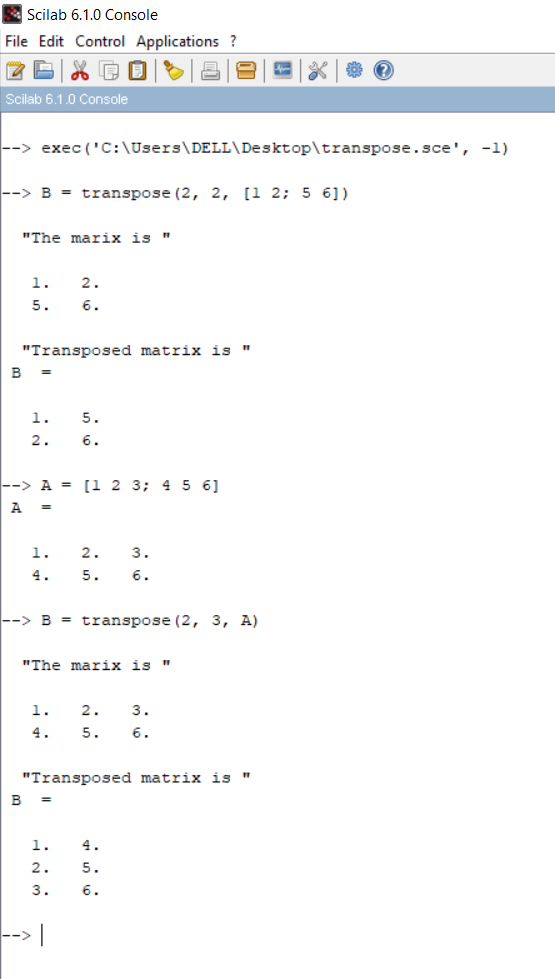 Scilab 6.1.0 Console
File Edit Control Applications ?
Scilab 6.1.0 Console
--> exec('C:\Users\DELL\Desktop\transpose.sce', -1)
--> B = transpose(2, 2, [1 2; 5 6])
"The marix is "
1. 2.
5. 6.
"Transposed matrix is "
B =
1. 5.
2. 6.
--> A = [1 2 3; 4 5 6]
A =
1. 2. 3.
4. 5. 6.
--> B = transpose(2, 3, A)
"The marix is "
1. 2. 3.
4. 5. 6.
"Transposed matrix is "
B =
1. 4.
2. 5.
3. 6.
-->